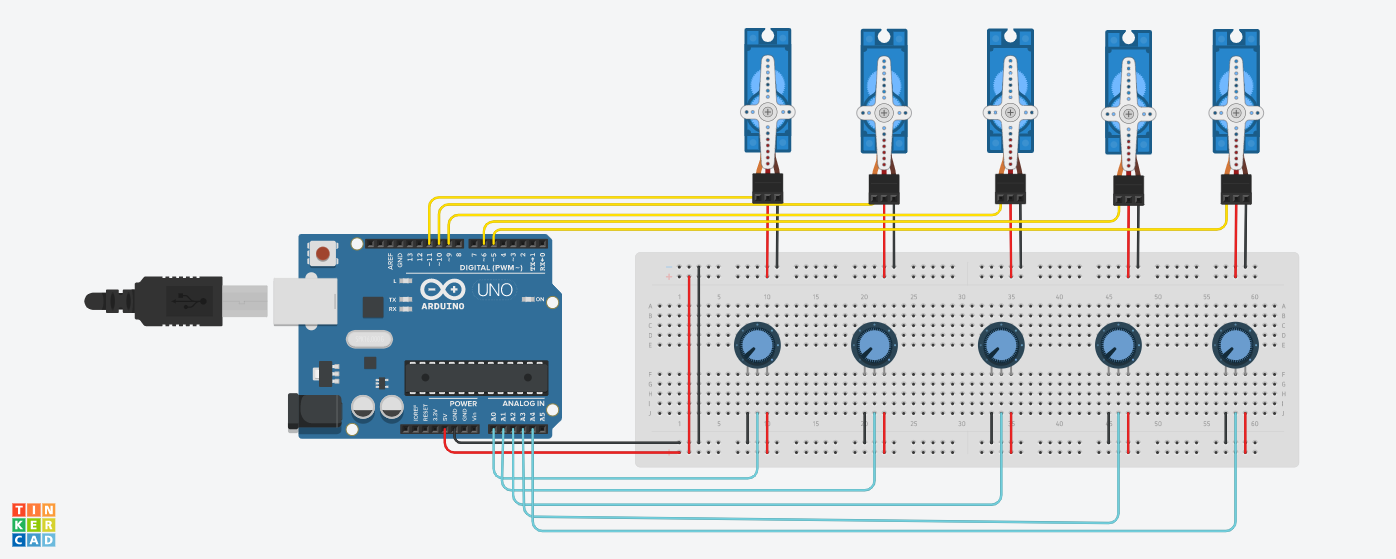 AREF
GND
13
12
~11
~10
~9
8
7
~6
~5
4
~3
2
TX→1
RX←0
DIGITAL (PWM~)
L
TX
RX
UNO
ON
ARDUINO
POWER
ANALOG IN
IOREF
RESET
3.3V
5V
GND
GND
Vin
A0
A1
A2
A3
A4
A5
1 5 10 15 20 25 30 35 40 45 50 55 60
A A
B B
C C
D D
E E
F F
G G
H H
I I
J J
1 5 10 15 20 25 30 35 40 45 50 55 60
TIN
KER
CAD